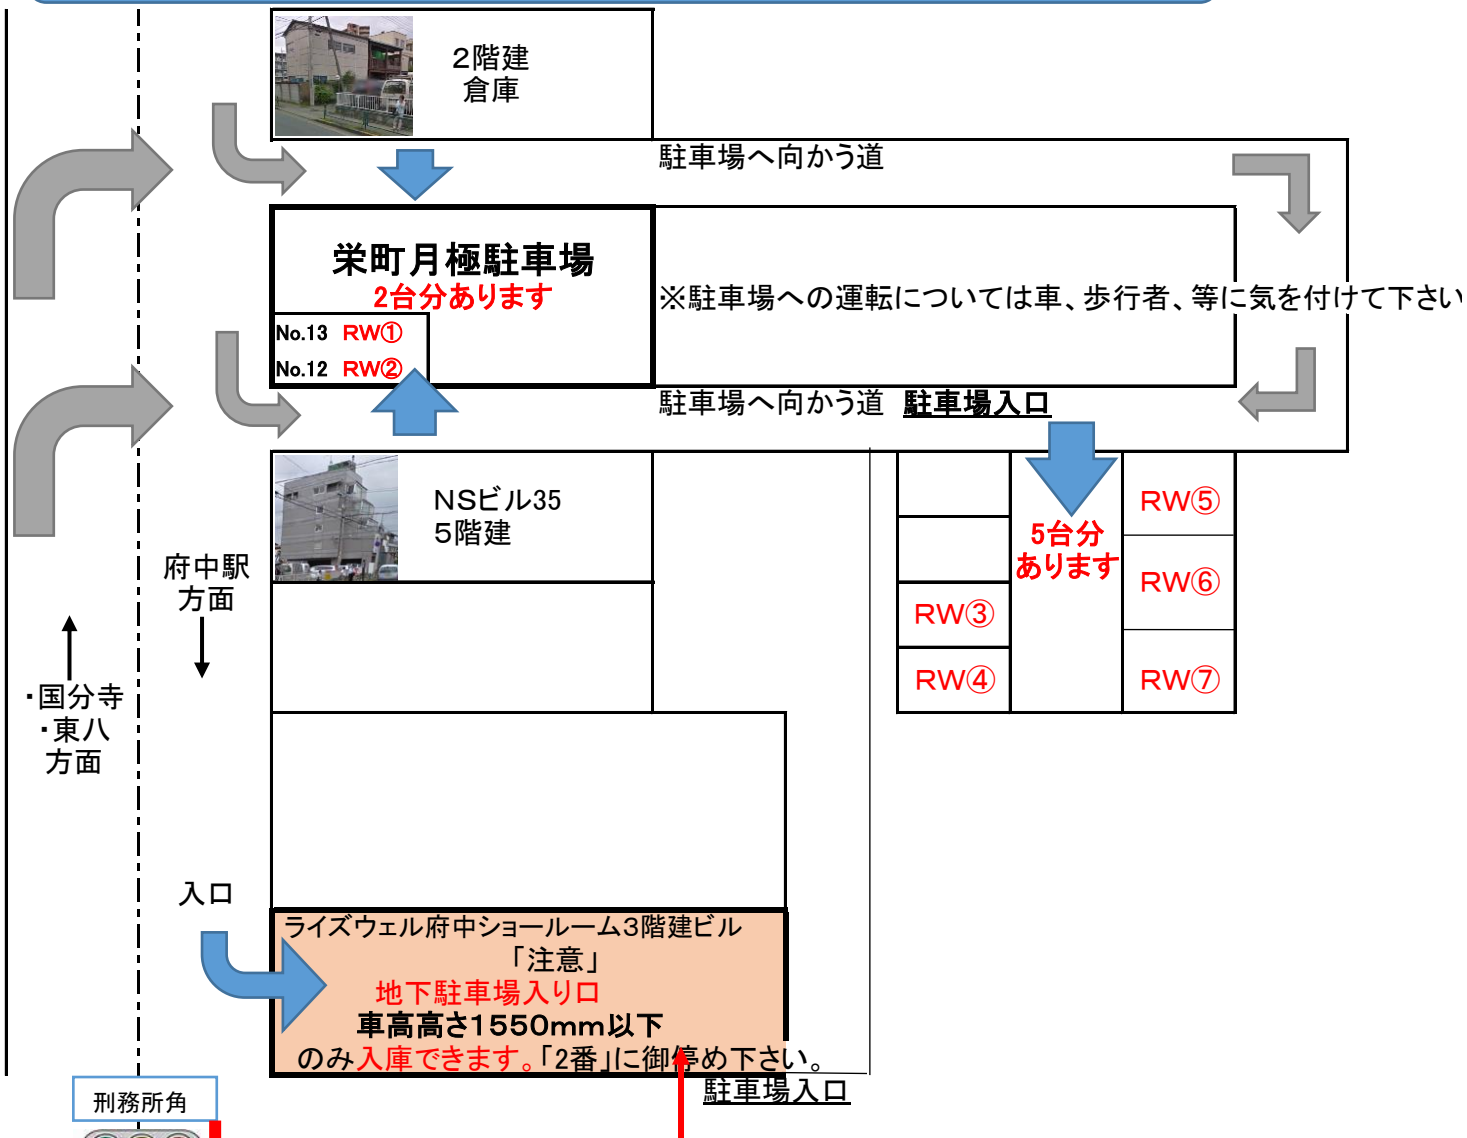 2階建
倉庫
駐車場へ向かう道
栄町月極駐車場
2台分あります
※駐車場への運転については車、歩行者、等に気を付けて下さい
No.13 RW①
No.12 RW②
駐車場へ向かう道 駐車場入口
NSビル35
5階建
RW⑤
5台分
あります
RW⑥
RW③
RW④
RW⑦
府中駅
方面
・国分寺
・東八
方面
入口
ライズウェル府中ショールーム3階建ビル
「注意」
地下駐車場入り口
車高高さ1550mm以下
のみ入庫できます。「2番」に御停め下さい。
駐車場入口
刑務所角